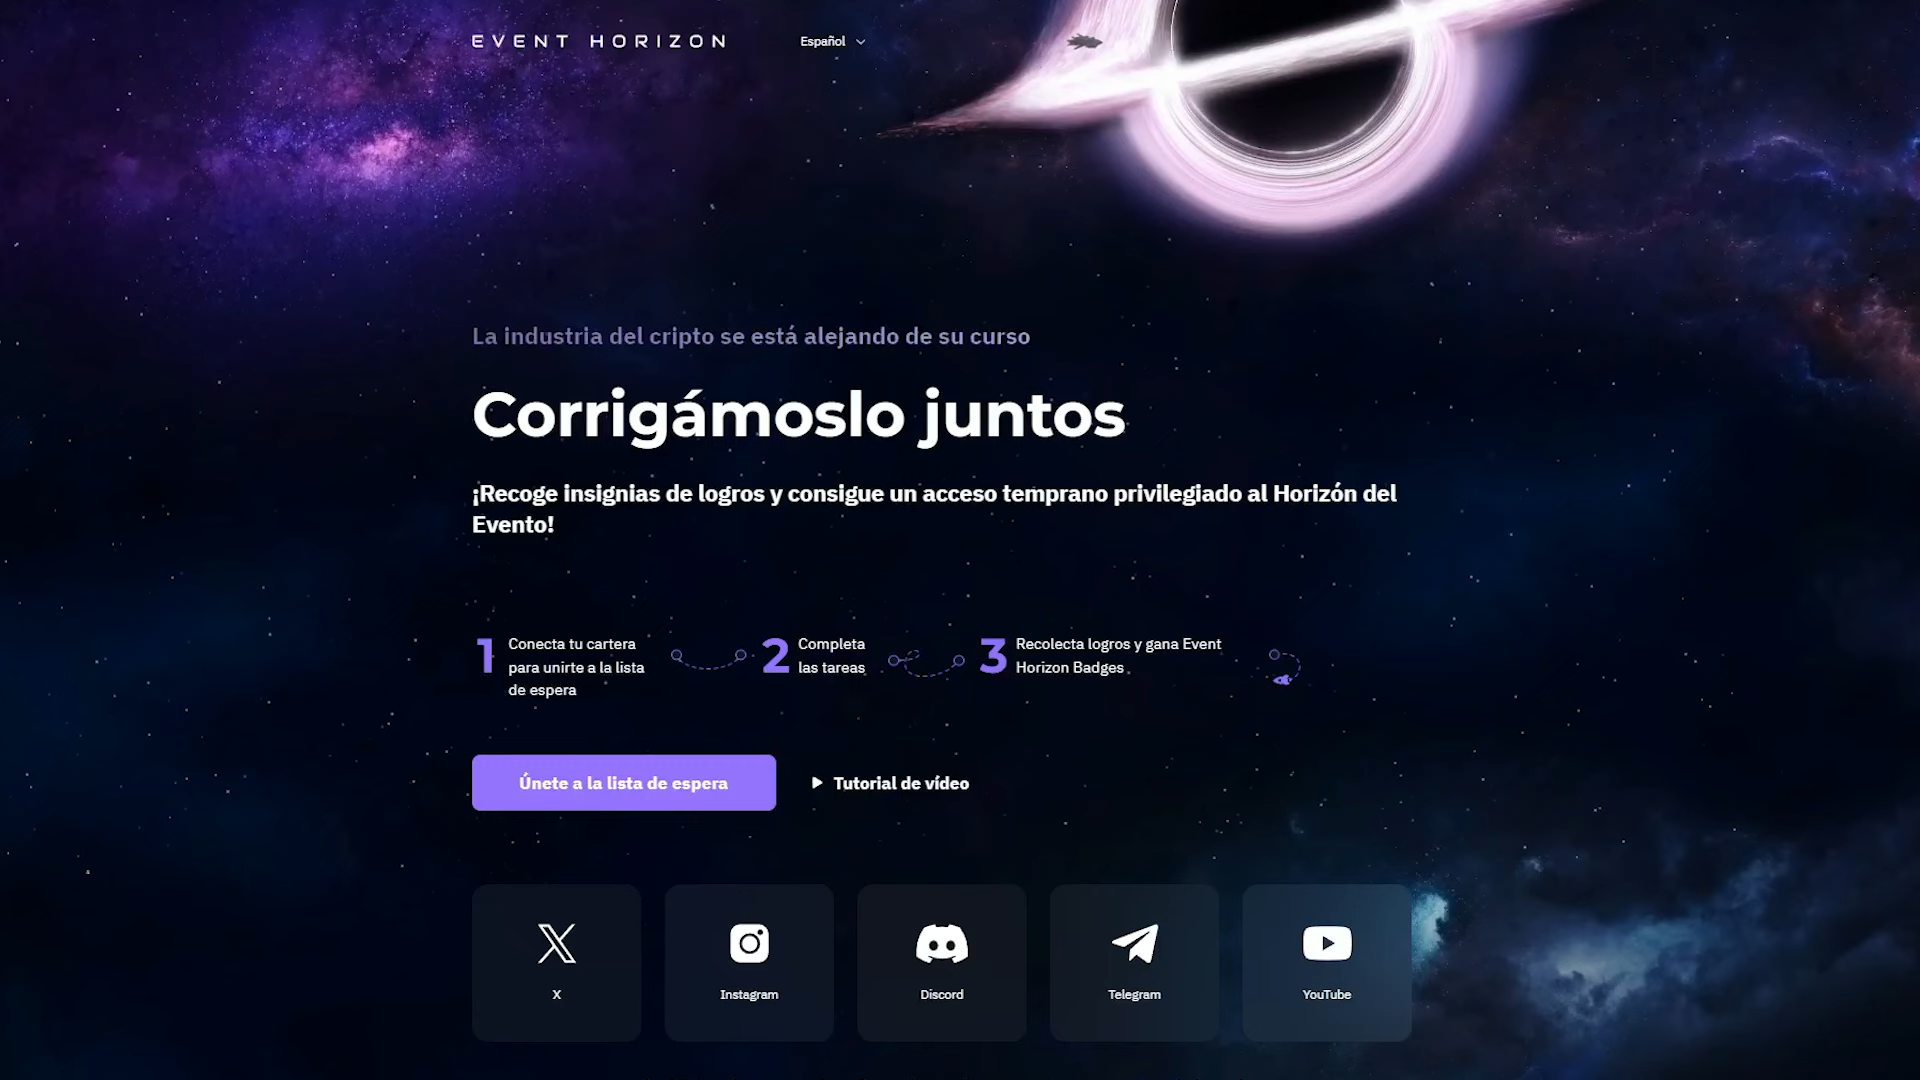 EVENT HORIZON
Español
La industria del cripto se está alejando de su curso
Corrigámoslo juntos
¡Recoge insignias de logros y consigue un acceso temprano privilegiado al Horizón del
Evento!
1
Conecta tu cartera
para unirte a la lista
de espera
2
Completa
las tareas
3
Recolecta logros y gana Event
Horizon Badges
Únete a la lista de espera
Tutorial de vídeo
X
Instagram
Discord
Telegram
YouTube